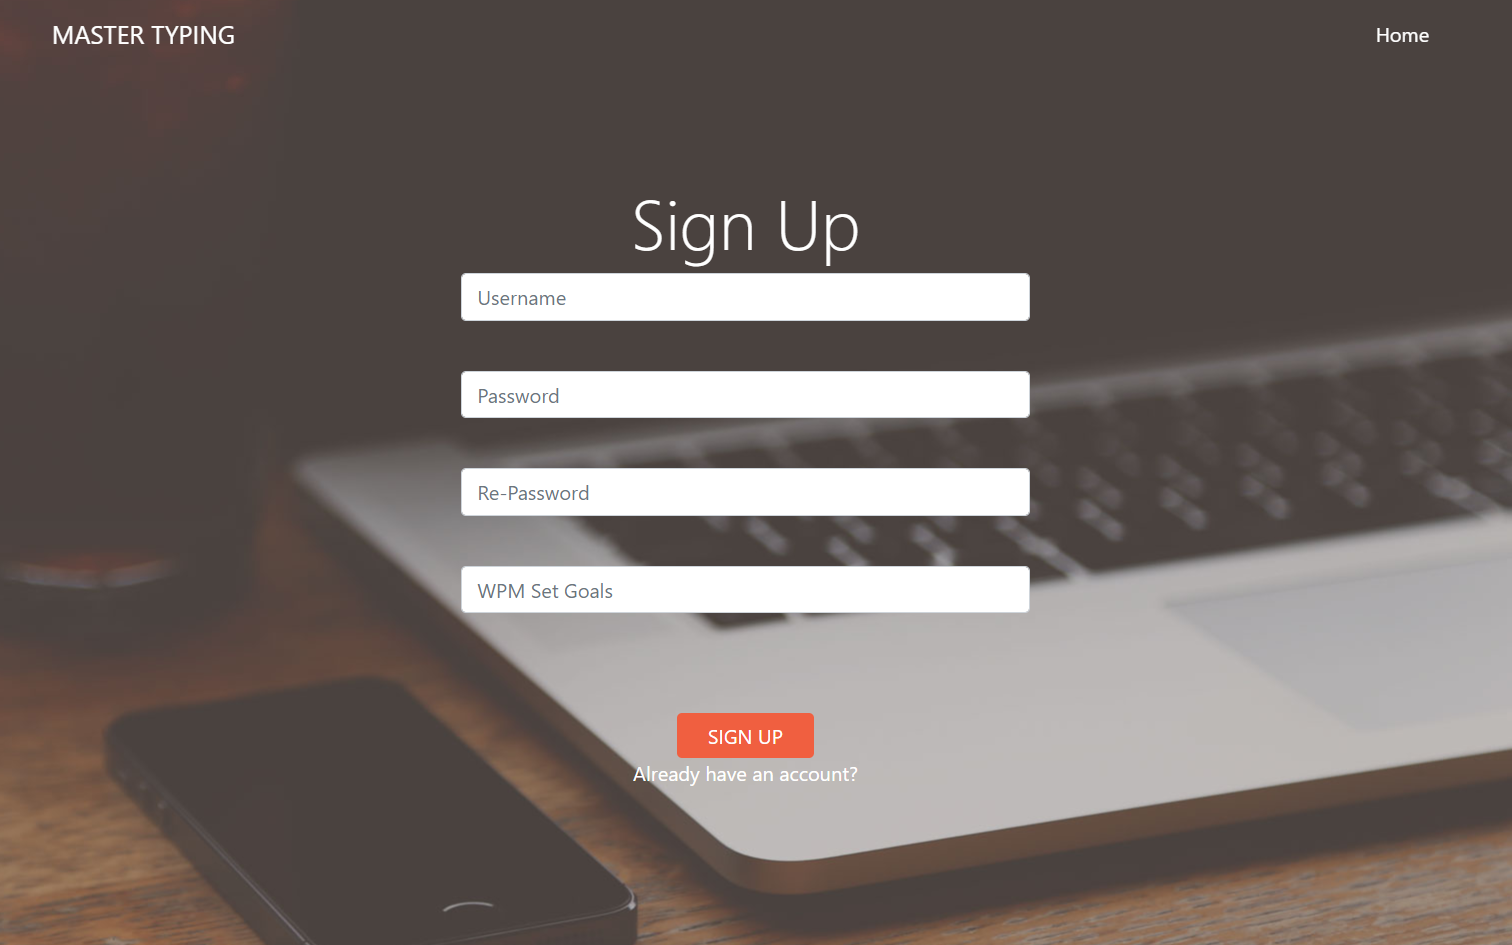 MASTER TYPING
Home
Sign Up
Username
Password
Re-Password
WPM Set Goals
SIGN UP
Already have an account?